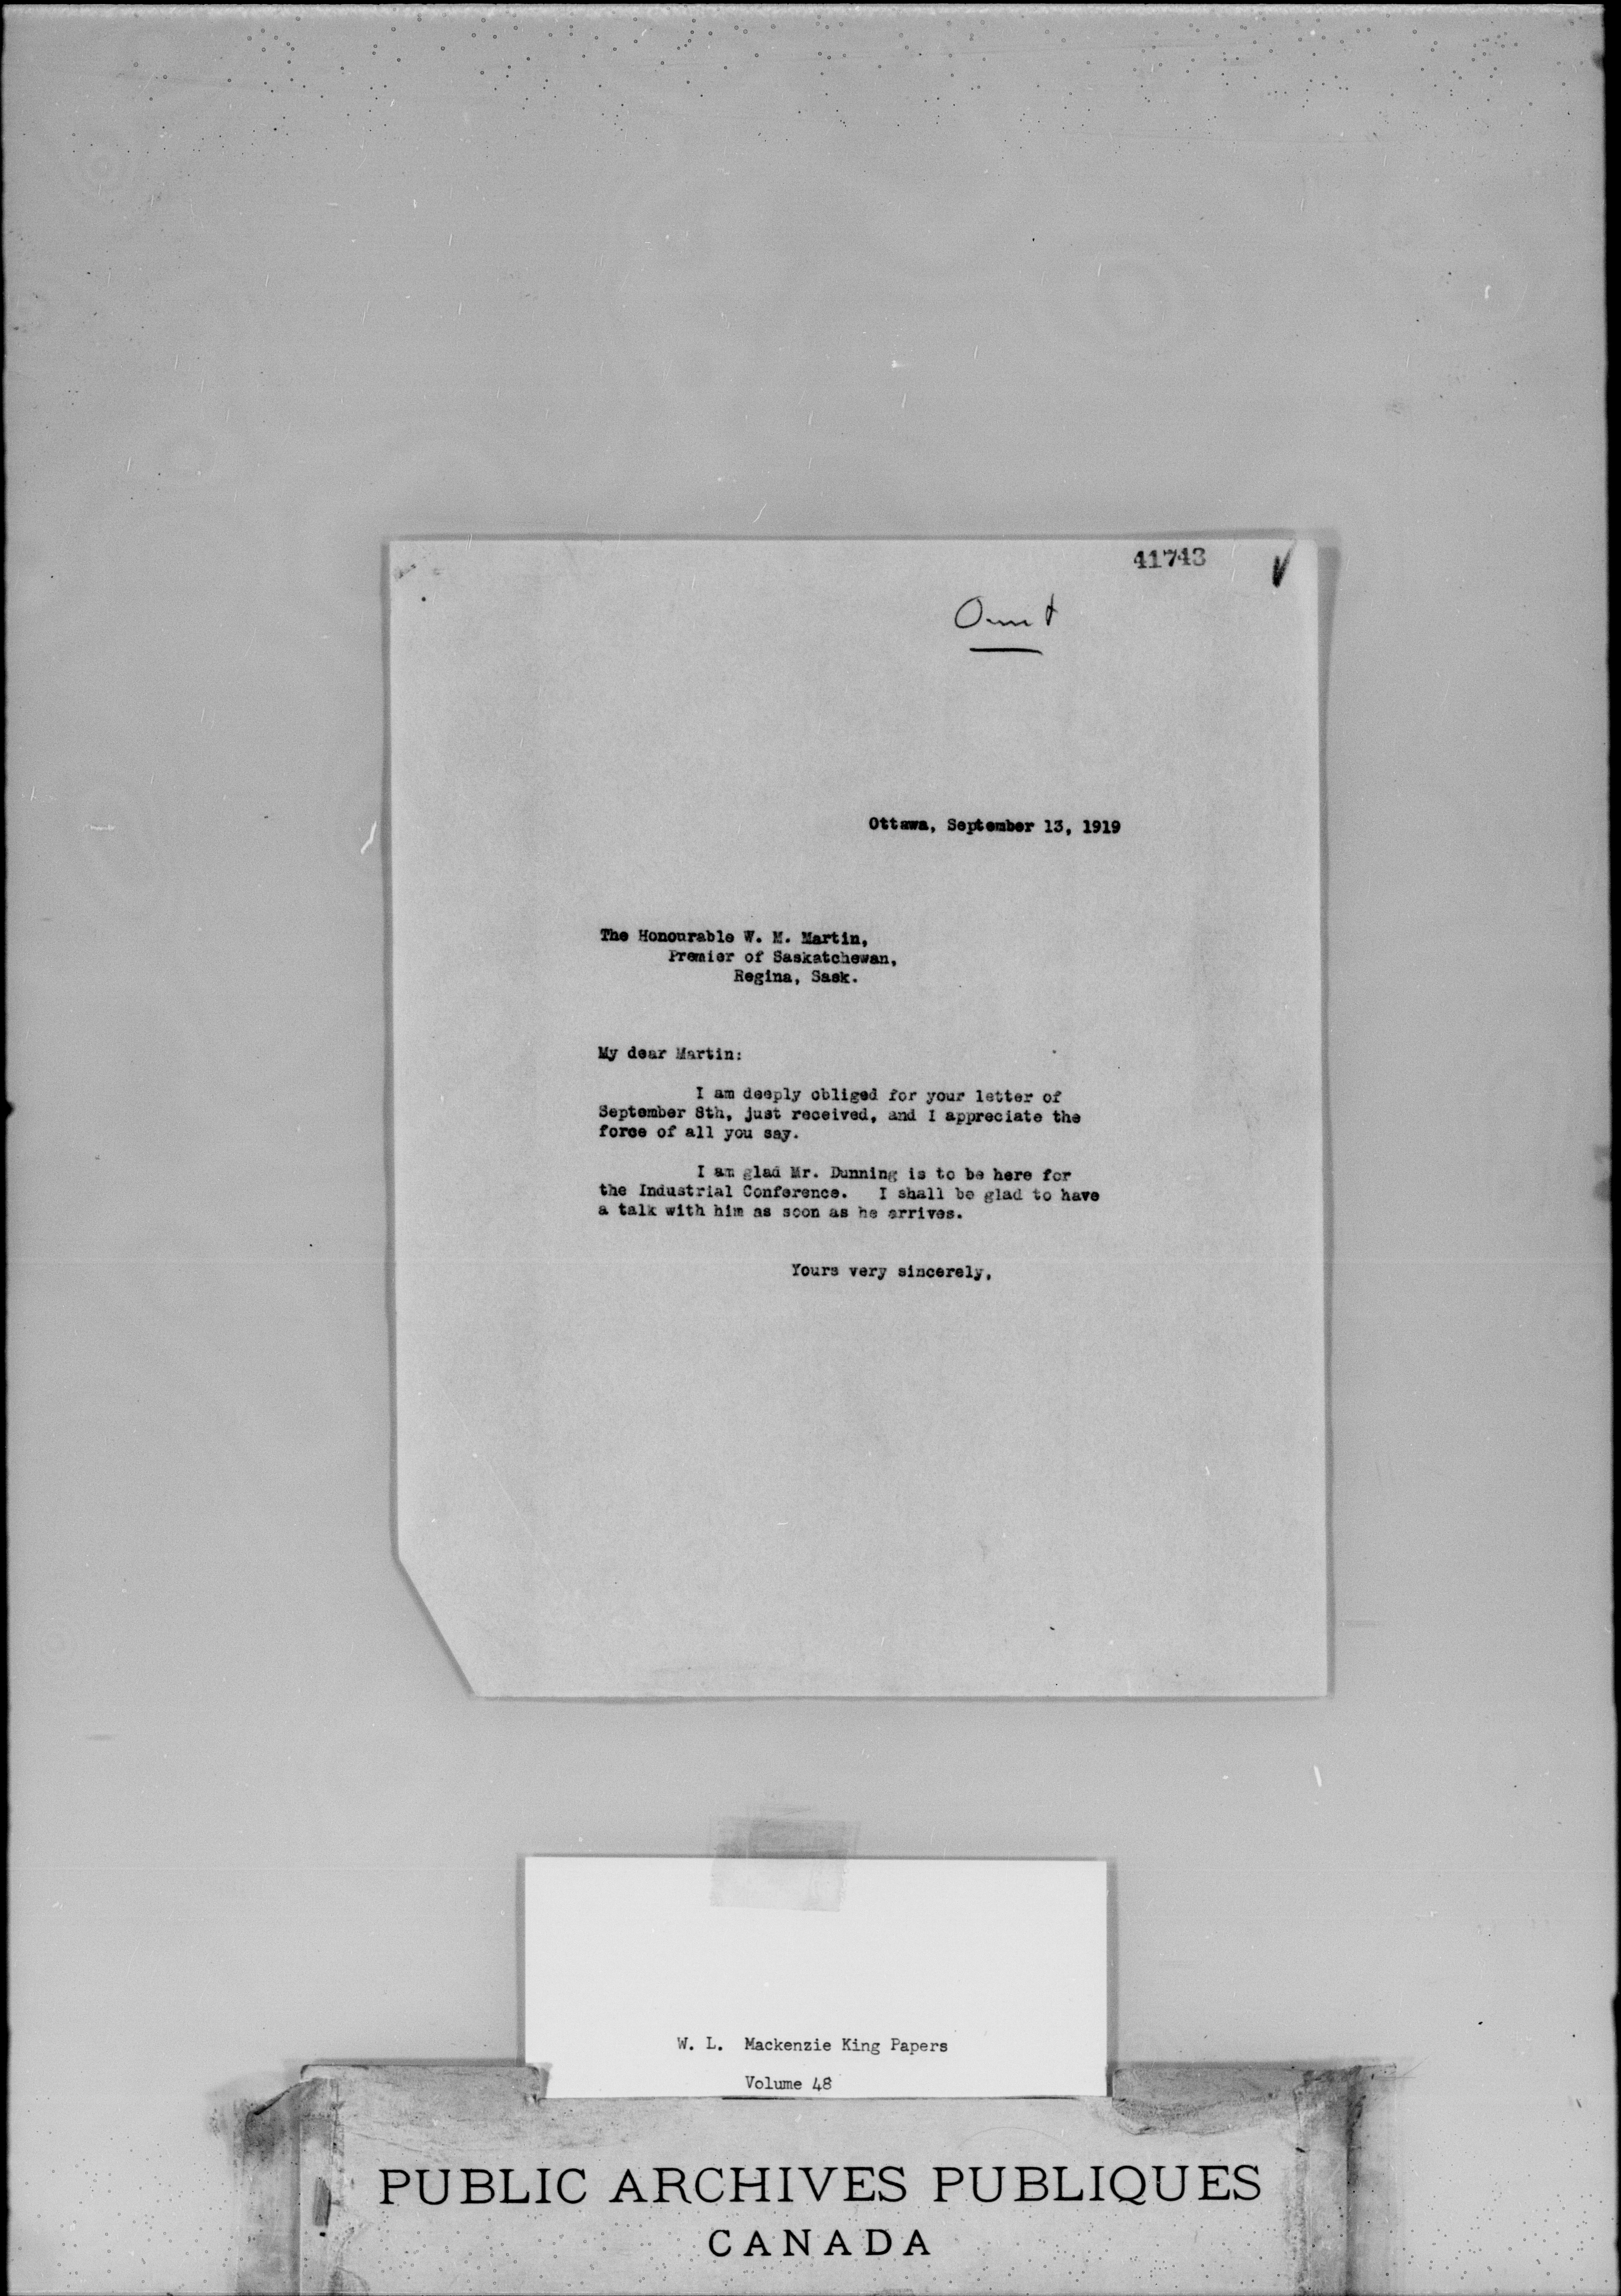 41743
Omit
Ottawa, September 13, 1919
The Honourable W. M. Martin,
Premier of Saskatchewan,
Regina, Sask.
My dear Martin:
I am deeply obliged for your letter of
September 8th, just received, and I appreciate the
force of all you say.
I am glad Mr. Dunning is to be here for
the Industrial Conference. I shall be glad to have
a talk with him as soon as he arrives.
Yours very sincerely,
W. L. Mackenzie King Papers
Volume 48
PUBLIC ARCHIVES PUBLIQUES
CANADA